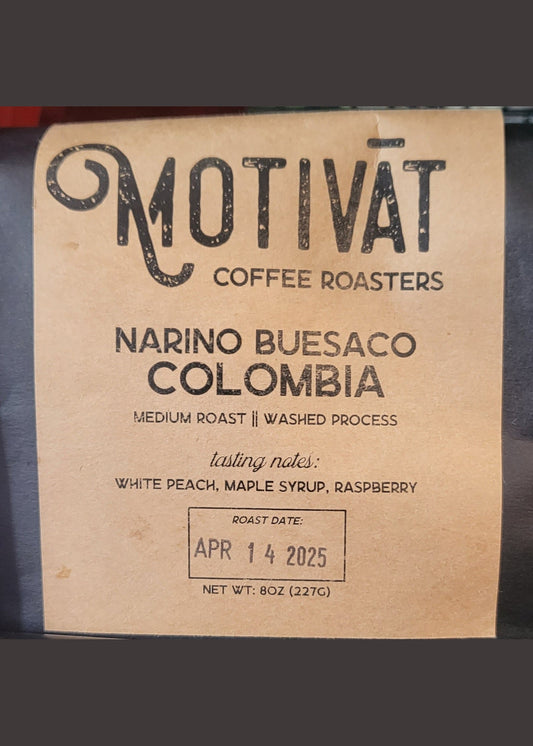 MOTIVĀT
COFFEE ROASTERS
NARINO BUESACO
COLOMBIA
MEDIUM ROAST || WASHED PROCESS
tasting notes:
WHITE PEACH, MAPLE SYRUP, RASPBERRY
ROAST DATE:
APR 14 2025
NET WT: 8OZ (227G)